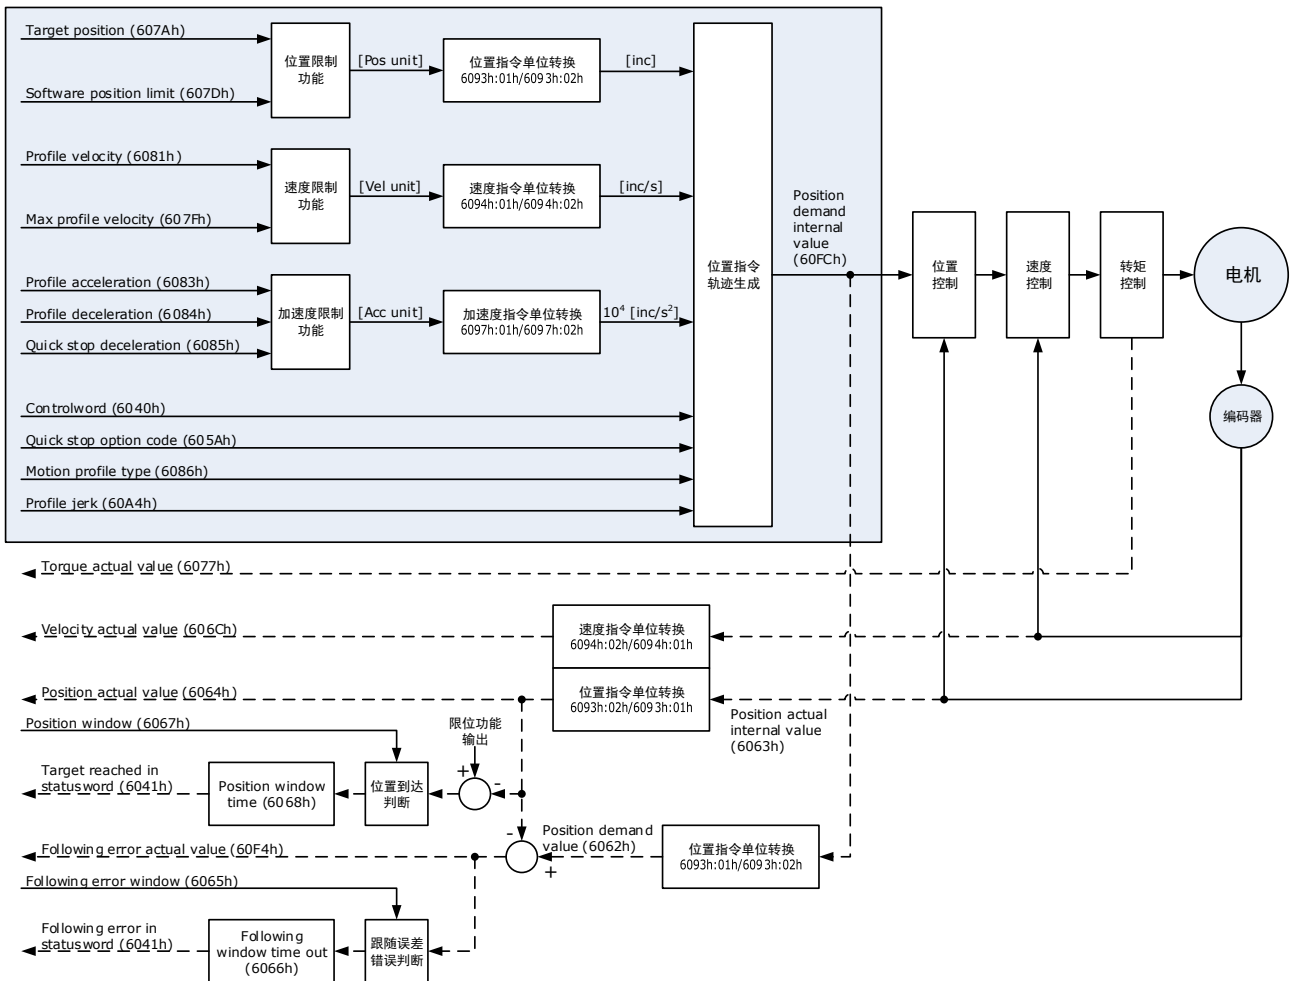 Target position (607Ah)
Software position limit (607Dh)
位置限制
功能
[Pos unit]
位置指令单位转换
6093h:01h/6093h:02h
[inc]
Profile velocity (6081h)
Max profile velocity (607Fh)
速度限制
功能
[Vel unit]
速度指令单位转换
6094h:01h/6094h:02h
[inc/s]
Profile acceleration (6083h)
Profile deceleration (6084h)
Quick stop deceleration (6085h)
加速度限制
功能
[Acc unit]
加速度指令单位转换
6097h:01h/6097h:02h
10⁴ [inc/s²]
Controlword (6040h)
Quick stop option code (605Ah)
Motion profile type (6086h)
Profile jerk (60A4h)
位置指令
轨迹生成
Position
demand
internal
value
(60FCh)
位置
控制
速度
控制
转矩
控制
电机
编码器
Torque actual value (6077h)
Velocity actual value (606Ch)
速度指令单位转换
6094h:02h/6094h:01h
Position actual value (6064h)
位置指令单位转换
6093h:02h/6093h:01h
Position actual
internal value
(6063h)
Position window (6067h)
限位功能
输出
+
-
Target reached in
statusword (6041h)
Position window
time (6068h)
位置到达
判断
-
+
Position demand
value (6062h)
位置指令单位转换
6093h:01h/6093h:02h
Following error actual value (60F4h)
Following error window (6065h)
Following error in
statusword (6041h)
Following
window time out
(6066h)
跟随误差
错误判断